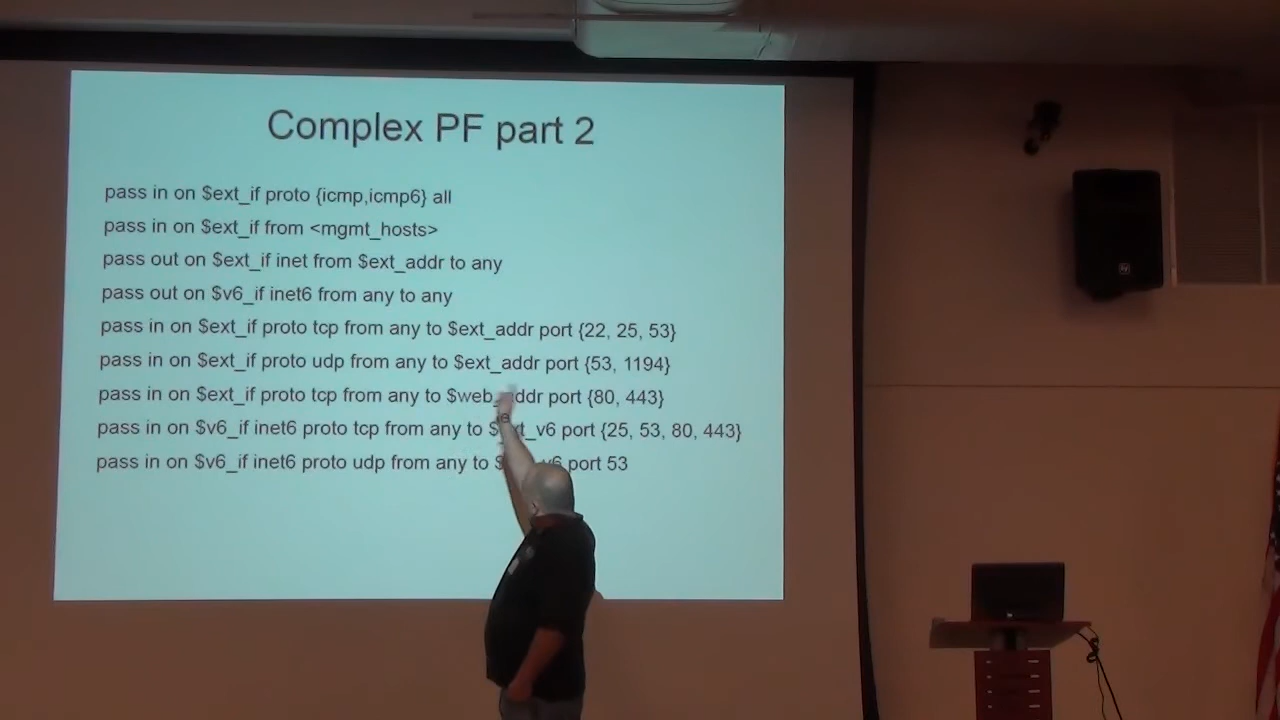 Complex PF part 2
pass in on $ext_if proto {icmp,icmp6} all
pass in on $ext_if from <mgmt_hosts>
pass out on $ext_if inet from $ext_addr to any
pass out on $v6_if inet6 from any to any
pass in on $ext_if proto tcp from any to $ext_addr port {22, 25, 53}
pass in on $ext_if proto udp from any to $ext_addr port {53, 1194}
pass in on $ext_if proto tcp from any to $web_addr port {80, 443}
pass in on $v6_if inet6 proto tcp from any to $ext_v6 port {25, 53, 80, 443}
pass in on $v6_if inet6 proto udp from any to port 53